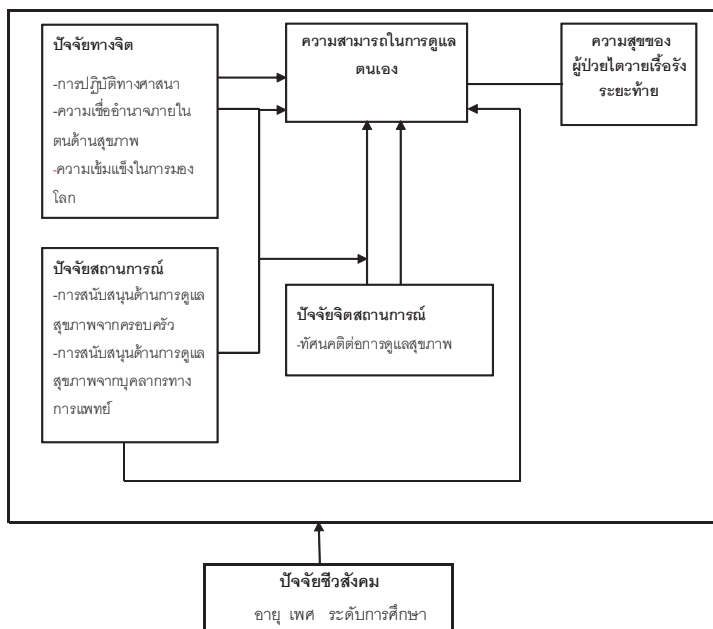 ปัจจัยทางจิต
-การปฏิบัติทางศาสนา
-ความเชื่ออำนาจภายใน
ตนด้านสุขภาพ
-ความเข้มแข็งในการมอง
โลก
ความสามารถในการดูแล
ตนเอง
ความสุขของ
ผู้ป่วยไตวายเรื้อรัง
ระยะท้าย
ปัจจัยสถานการณ์
-การสนับสนุนด้านการดูแล
สุขภาพจากครอบครัว
-การสนับสนุนด้านการดูแล
สุขภาพจากบุคลากรทาง
การแพทย์
ปัจจัยจิตสถานการณ์
-ทัศนคติต่อการดูแลสุขภาพ
ปัจจัยชีวสังคม
อายุ เพศ ระดับการศึกษา